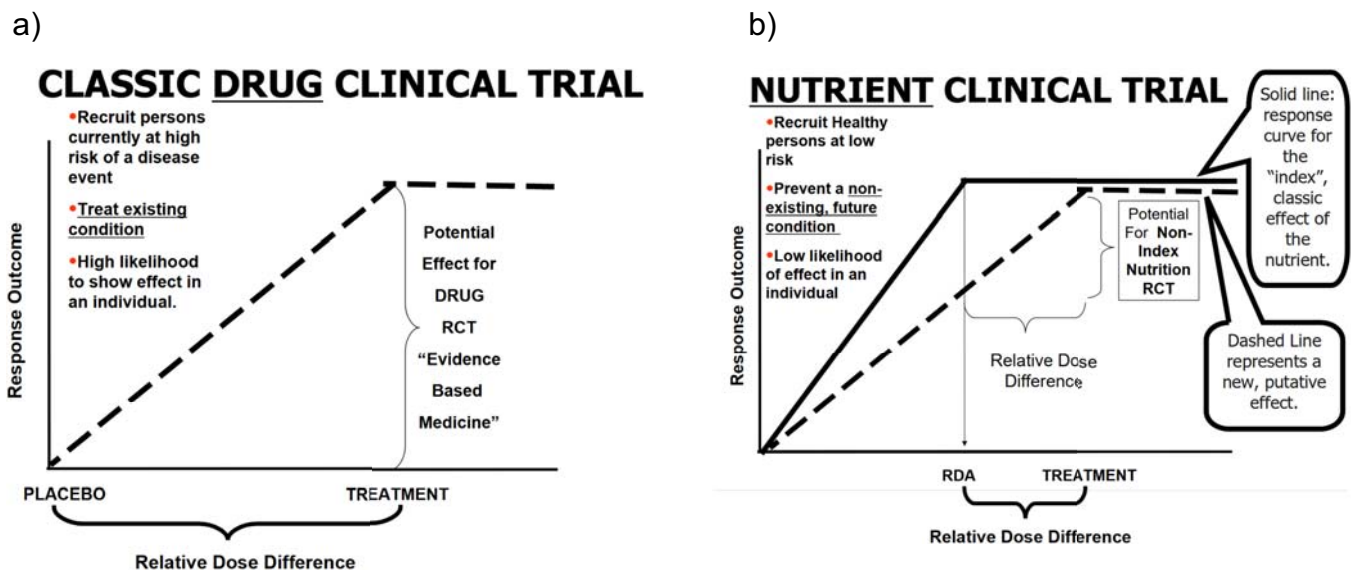 a)
CLASSIC DRUG CLINICAL TRIAL
•Recruit persons
currently at high
risk of a disease
event
•Treat existing
condition
•High likelihood
to show effect in
an individual.
Response Outcome
Potential
Effect for
DRUG
RCT
“Evidence
Based
Medicine”
PLACEBO
TREATMENT
Relative Dose Difference
b)
NUTRIENT CLINICAL TRIAL
•Recruit Healthy
persons at low
risk
•Prevent a non-
existing, future
condition
•Low likelihood
of effect in an
individual
Response Outcome
Potential
For Non-
Index
Nutrition
RCT
Relative Dose
Difference
Solid line:
response
curve for
the
“index”,
classic
effect of
the
nutrient.
Dashed Line
represents a
new, putative
effect.
RDA
TREATMENT
Relative Dose Difference